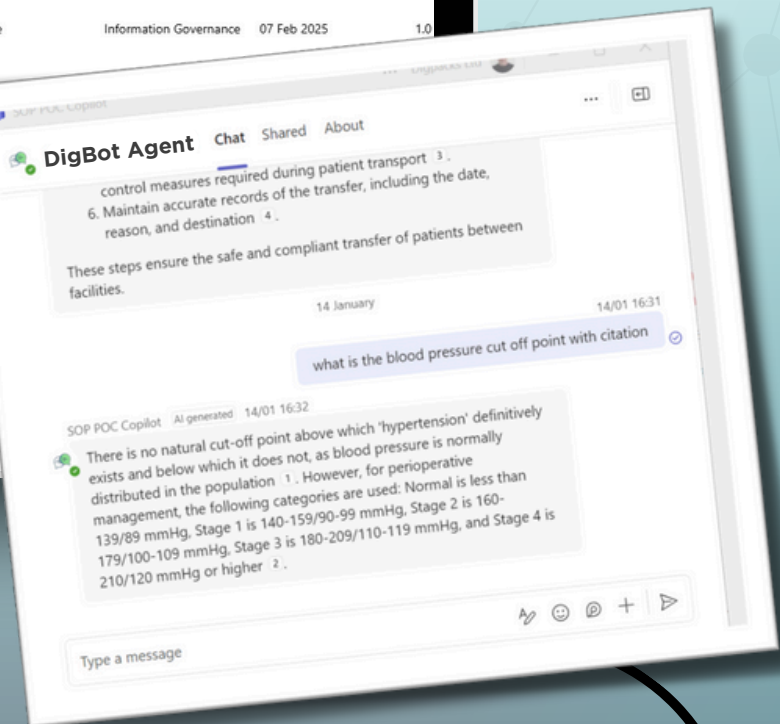 Information Governance 07 Feb 2025 1.0
SOP POC Copilot
DigBot Agent Chat Shared About
control measures required during patient transport 3 .
6. Maintain accurate records of the transfer, including the date,
reason, and destination 4 .
These steps ensure the safe and compliant transfer of patients between
facilities.
14 January
14/01 16:31
what is the blood pressure cut off point with citation
SOP POC Copilot AI generated 14/01 16:32
There is no natural cut-off point above which 'hypertension' definitively
exists and below which it does not, as blood pressure is normally
distributed in the population 1 . However, for perioperative
management, the following categories are used: Normal is less than
139/89 mmHg, Stage 1 is 140-159/90-99 mmHg, Stage 2 is 160-
179/100-109 mmHg, Stage 3 is 180-209/110-119 mmHg, and Stage 4 is
210/120 mmHg or higher 2 .
Type a message